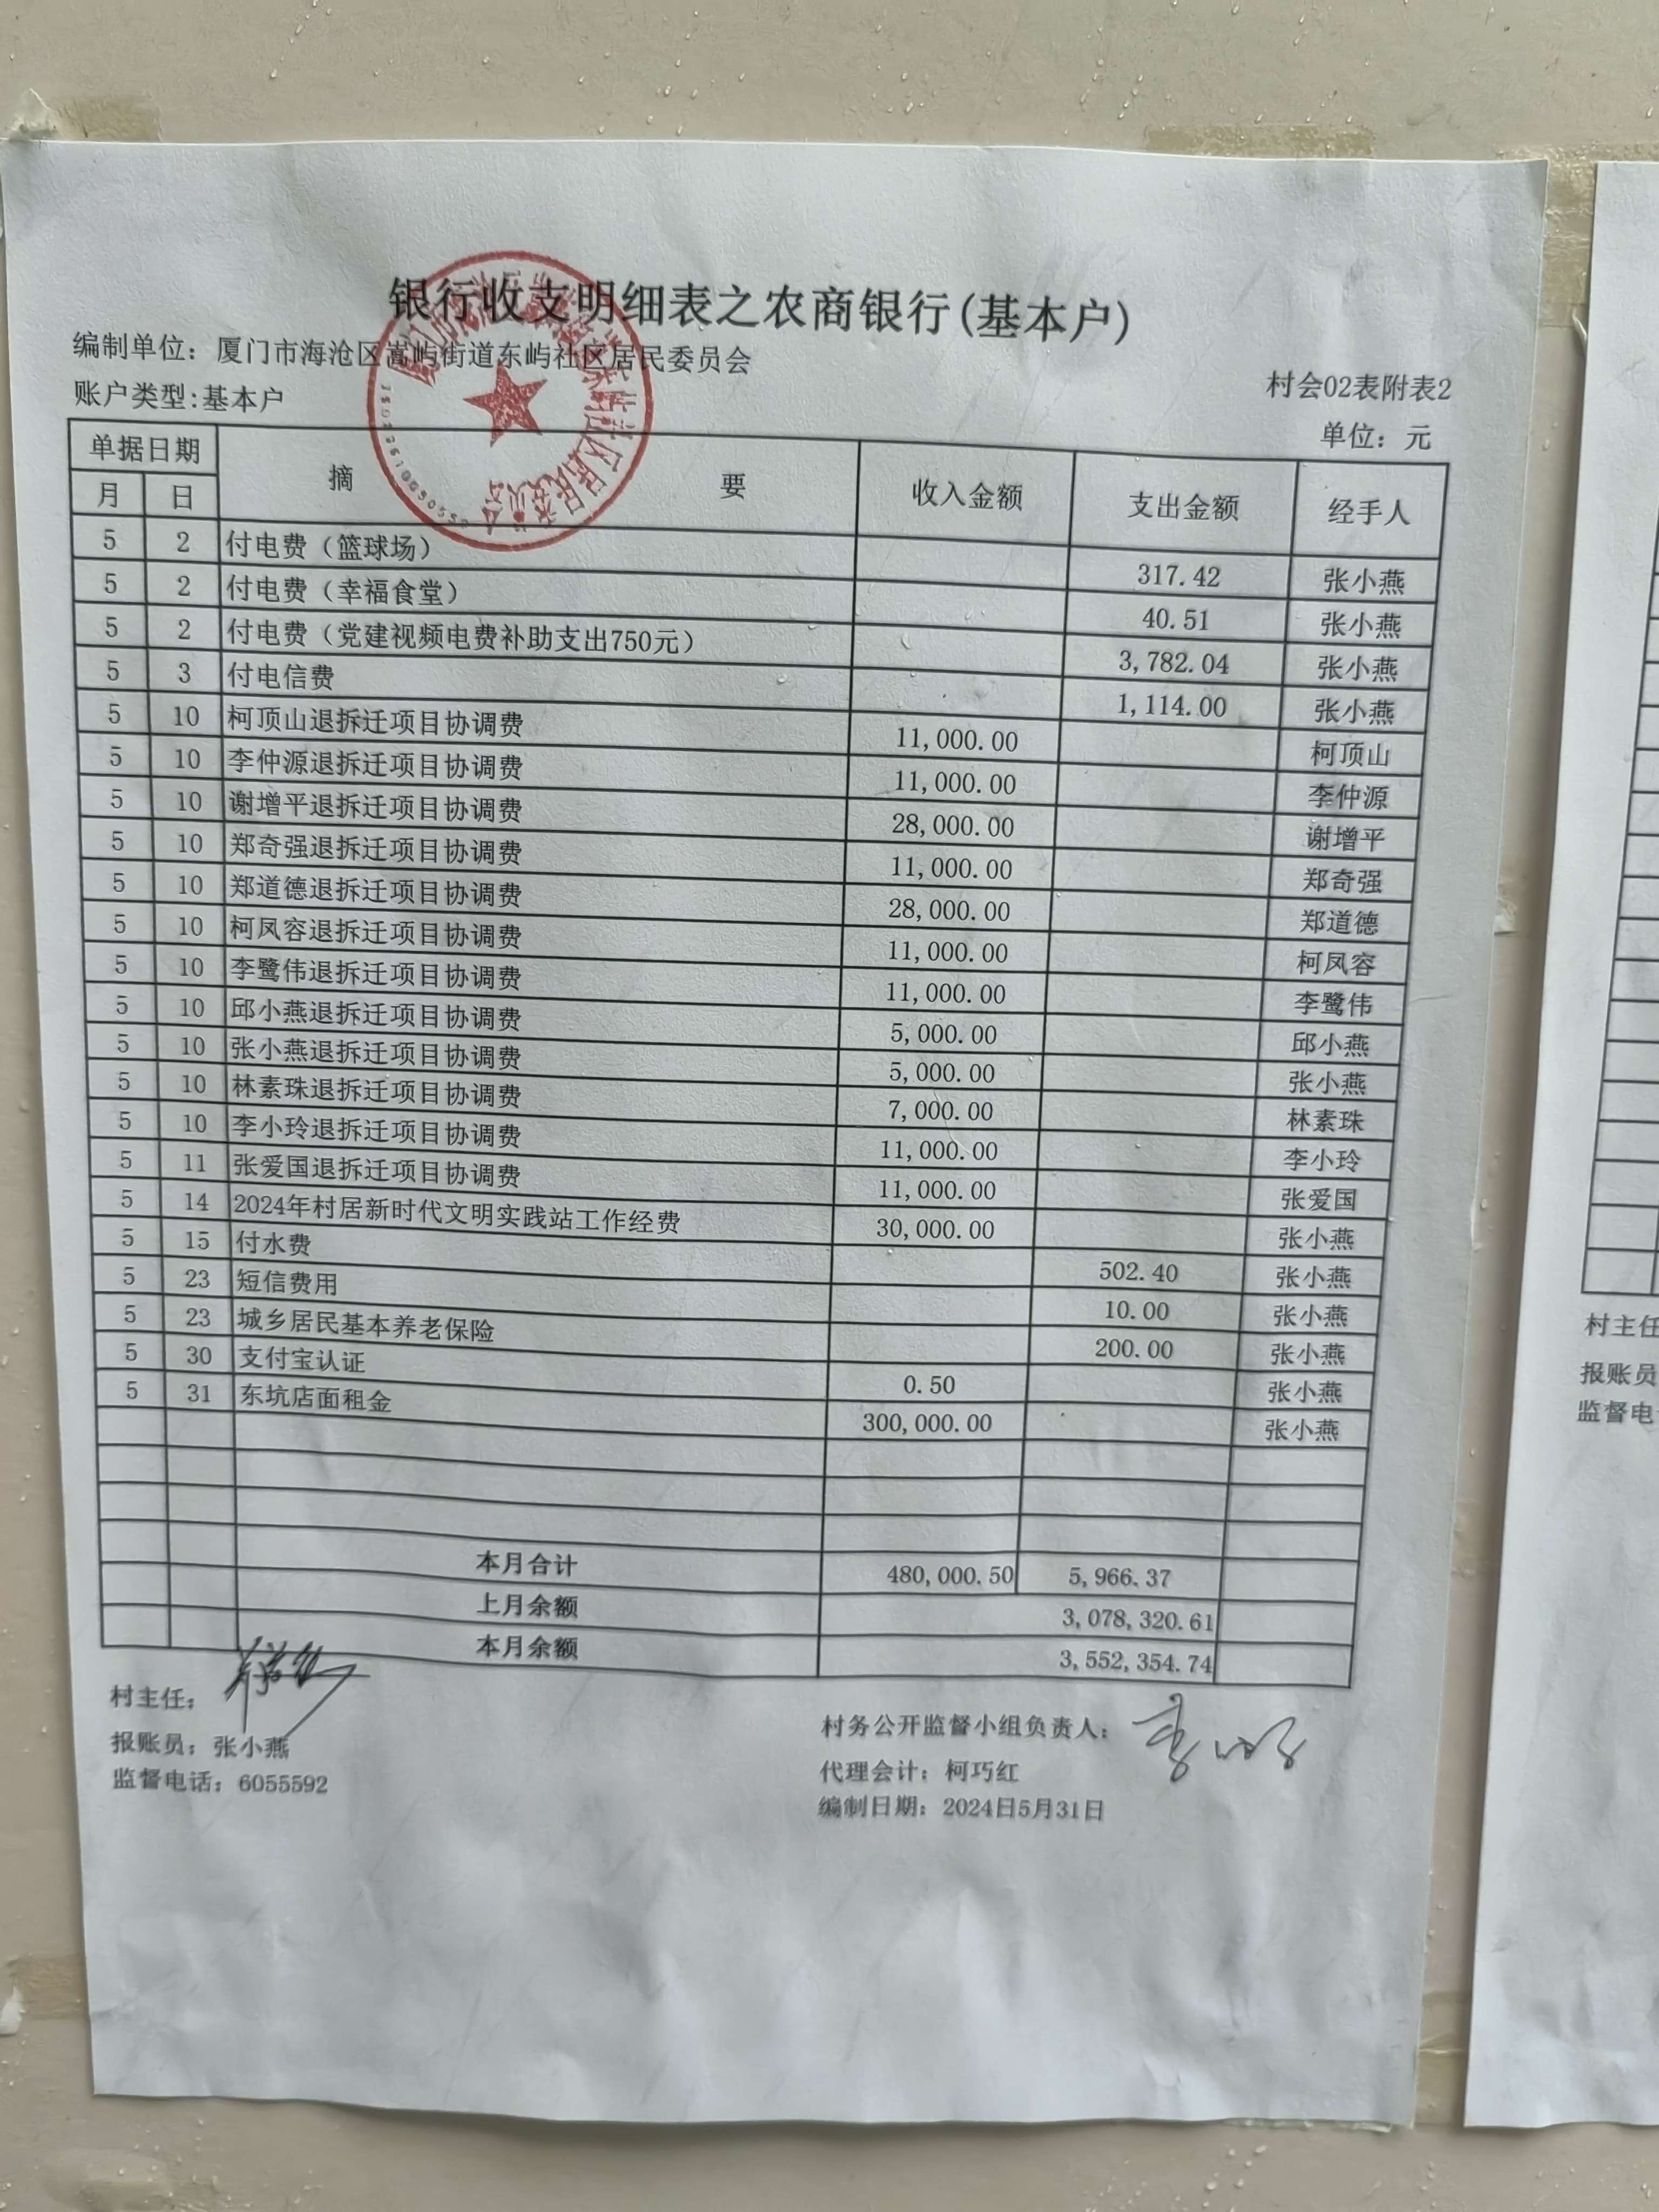 银行收支明细表之农商银行(基本户)
编制单位：厦门市海沧区嵩屿街道东屿社区居民委员会
账户类型:基本户
村会02表附表2
单位：元
单据日期 摘 要 收入金额 支出金额 经手人
月 日
5 2 付电费（篮球场） 317.42 张小燕
5 2 付电费（幸福食堂） 40.51 张小燕
5 2 付电费（党建视频电费补助支出750元） 3,782.04 张小燕
5 3 付电信费 1,114.00 张小燕
5 10 柯顶山退拆迁项目协调费 11,000.00 柯顶山
5 10 李仲源退拆迁项目协调费 11,000.00 李仲源
5 10 谢增平退拆迁项目协调费 28,000.00 谢增平
5 10 郑奇强退拆迁项目协调费 11,000.00 郑奇强
5 10 郑道德退拆迁项目协调费 28,000.00 郑道德
5 10 柯凤容退拆迁项目协调费 11,000.00 柯凤容
5 10 李鹭伟退拆迁项目协调费 11,000.00 李鹭伟
5 10 邱小燕退拆迁项目协调费 5,000.00 邱小燕
5 10 张小燕退拆迁项目协调费 5,000.00 张小燕
5 10 林素珠退拆迁项目协调费 7,000.00 林素珠
5 10 李小玲退拆迁项目协调费 11,000.00 李小玲
5 11 张爱国退拆迁项目协调费 11,000.00 张爱国
5 14 2024年村居新时代文明实践站工作经费 30,000.00 张小燕
5 15 付水费 502.40 张小燕
5 23 短信费用 10.00 张小燕
5 23 城乡居民基本养老保险 200.00 张小燕
5 30 支付宝认证 0.50 张小燕
5 31 东坑店面租金 300,000.00 张小燕
本月合计 480,000.50 5,966.37
上月余额 3,078,320.61
本月余额 3,552,354.74
村主任：
报账员：张小燕
监督电话：6055592
村务公开监督小组负责人：
代理会计：柯巧红
编制日期：2024日5月31日
村主任
报账员
监督电